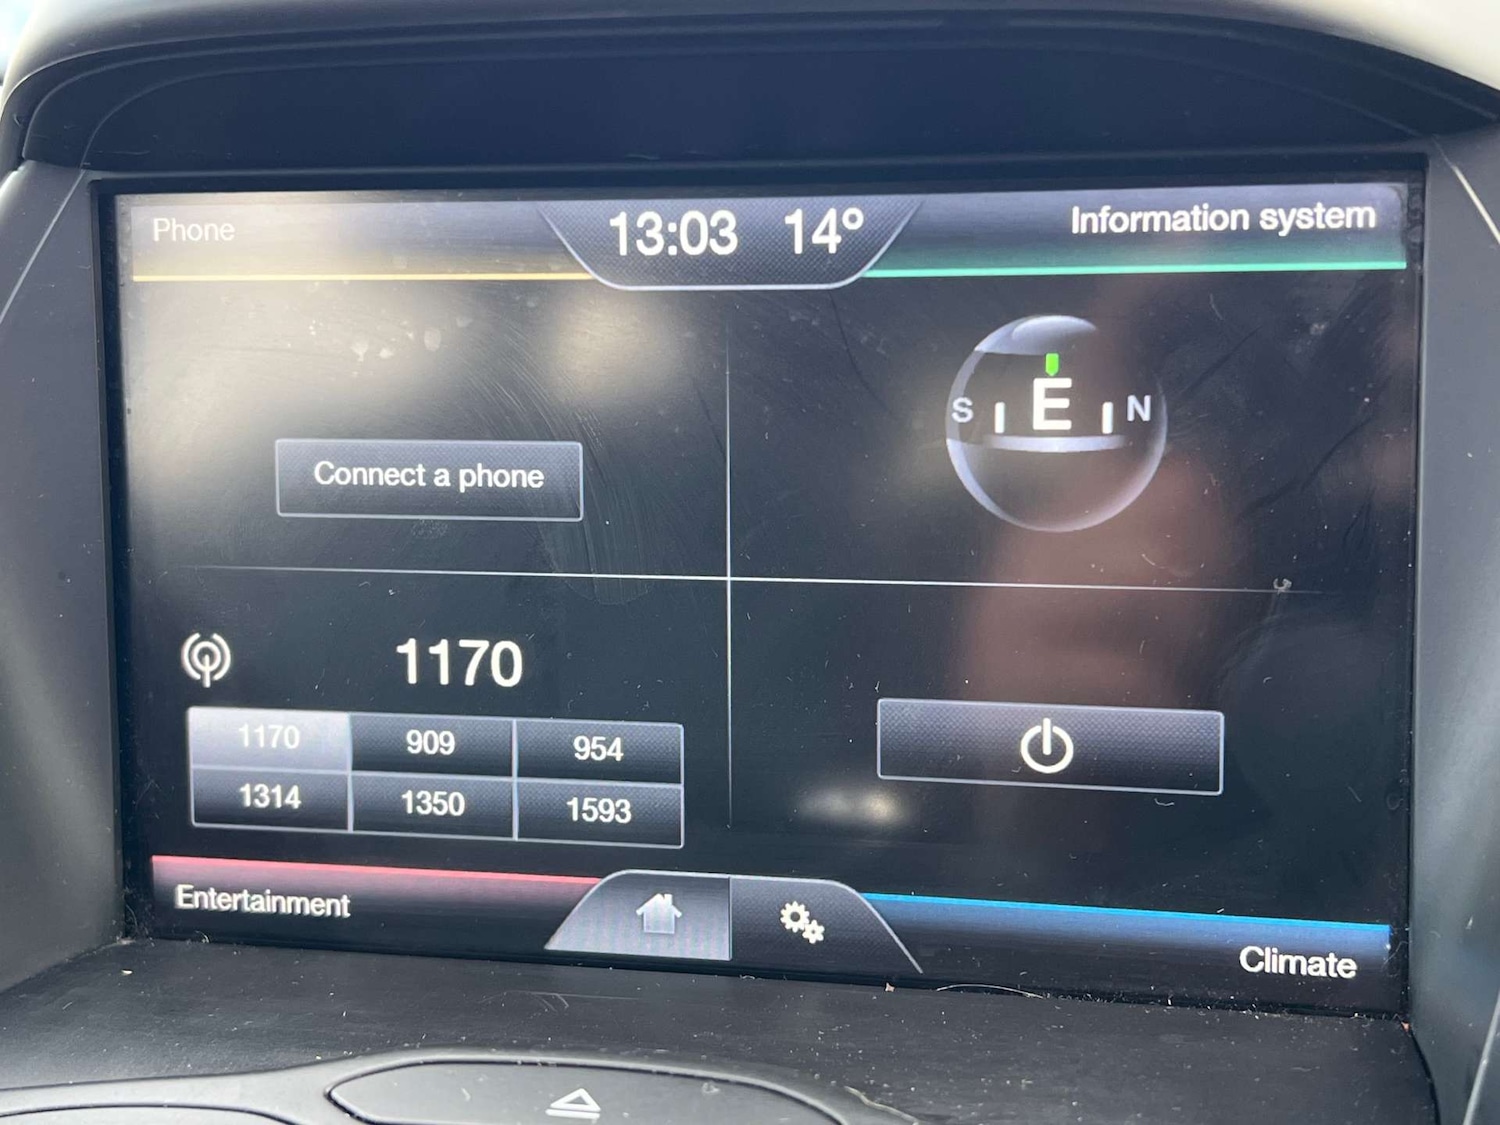 Phone
13:03 14°
Information system
S E N
Connect a phone
1170
1170 909 954
1314 1350 1593
Entertainment
Climate